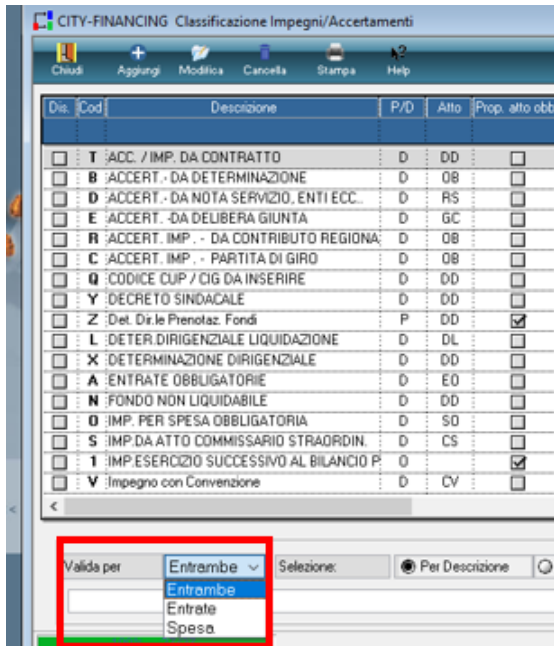 CITY-FINANCING Classificazione Impegni/Accertamenti
Chiudi Aggiungi Modifica Cancella Stampa Help
Dis. Cod Descrizione P/D Atto Prop. atto obb
T ACC. / IMP. DA CONTRATTO D DD
B ACCERT.- DA DETERMINAZIONE D OB
D ACCERT.- DA NOTA SERVIZIO, ENTI ECC.. D RS
E ACCERT. -DA DELIBERA GIUNTA D GC
R ACCERT. IMP. - DA CONTRIBUTO REGIONA D OB
C ACCERT. IMP. - PARTITA DI GIRO D OB
Q CODICE CUP / CIG DA INSERIRE D DD
Y DECRETO SINDACALE D DD
Z Det. Dir.le Prenotaz. Fondi P DD
L DETER.DIRIGENZIALE LIQUIDAZIONE D DL
X DETERMINAZIONE DIRIGENZIALE D DD
A ENTRATE OBBLIGATORIE D EO
N FONDO NON LIQUIDABILE D DD
O IMP. PER SPESA OBBLIGATORIA D SO
S IMP.DA ATTO COMMISSARIO STRAORDIN. D CS
1 IMP.ESERCIZIO SUCCESSIVO AL BILANCIO P O
V Impegno con Convenzione D CV
Valida per Entrambe Selezione: Per Descrizione
Entrambe
Entrate
Spesa